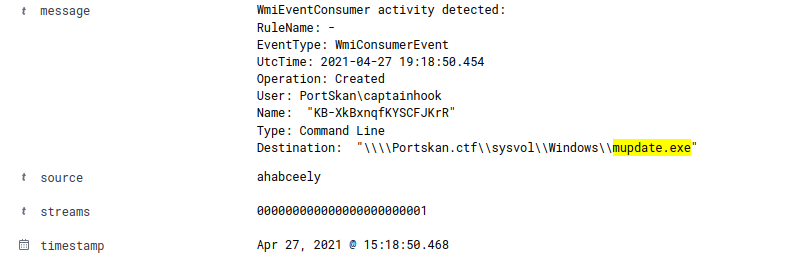 t message WmiEventConsumer activity detected:
RuleName: -
EventType: WmiConsumerEvent
UtcTime: 2021-04-27 19:18:50.454
Operation: Created
User: PortSkan\captainhook
Name:  "KB-XkBxnqfKYSCFJKrR"
Type: Command Line
Destination:  "\\\\Portskan.ctf\\sysvol\\Windows\\mupdate.exe"
t source ahabceely
t streams 000000000000000000000001
timestamp Apr 27, 2021 @ 15:18:50.468